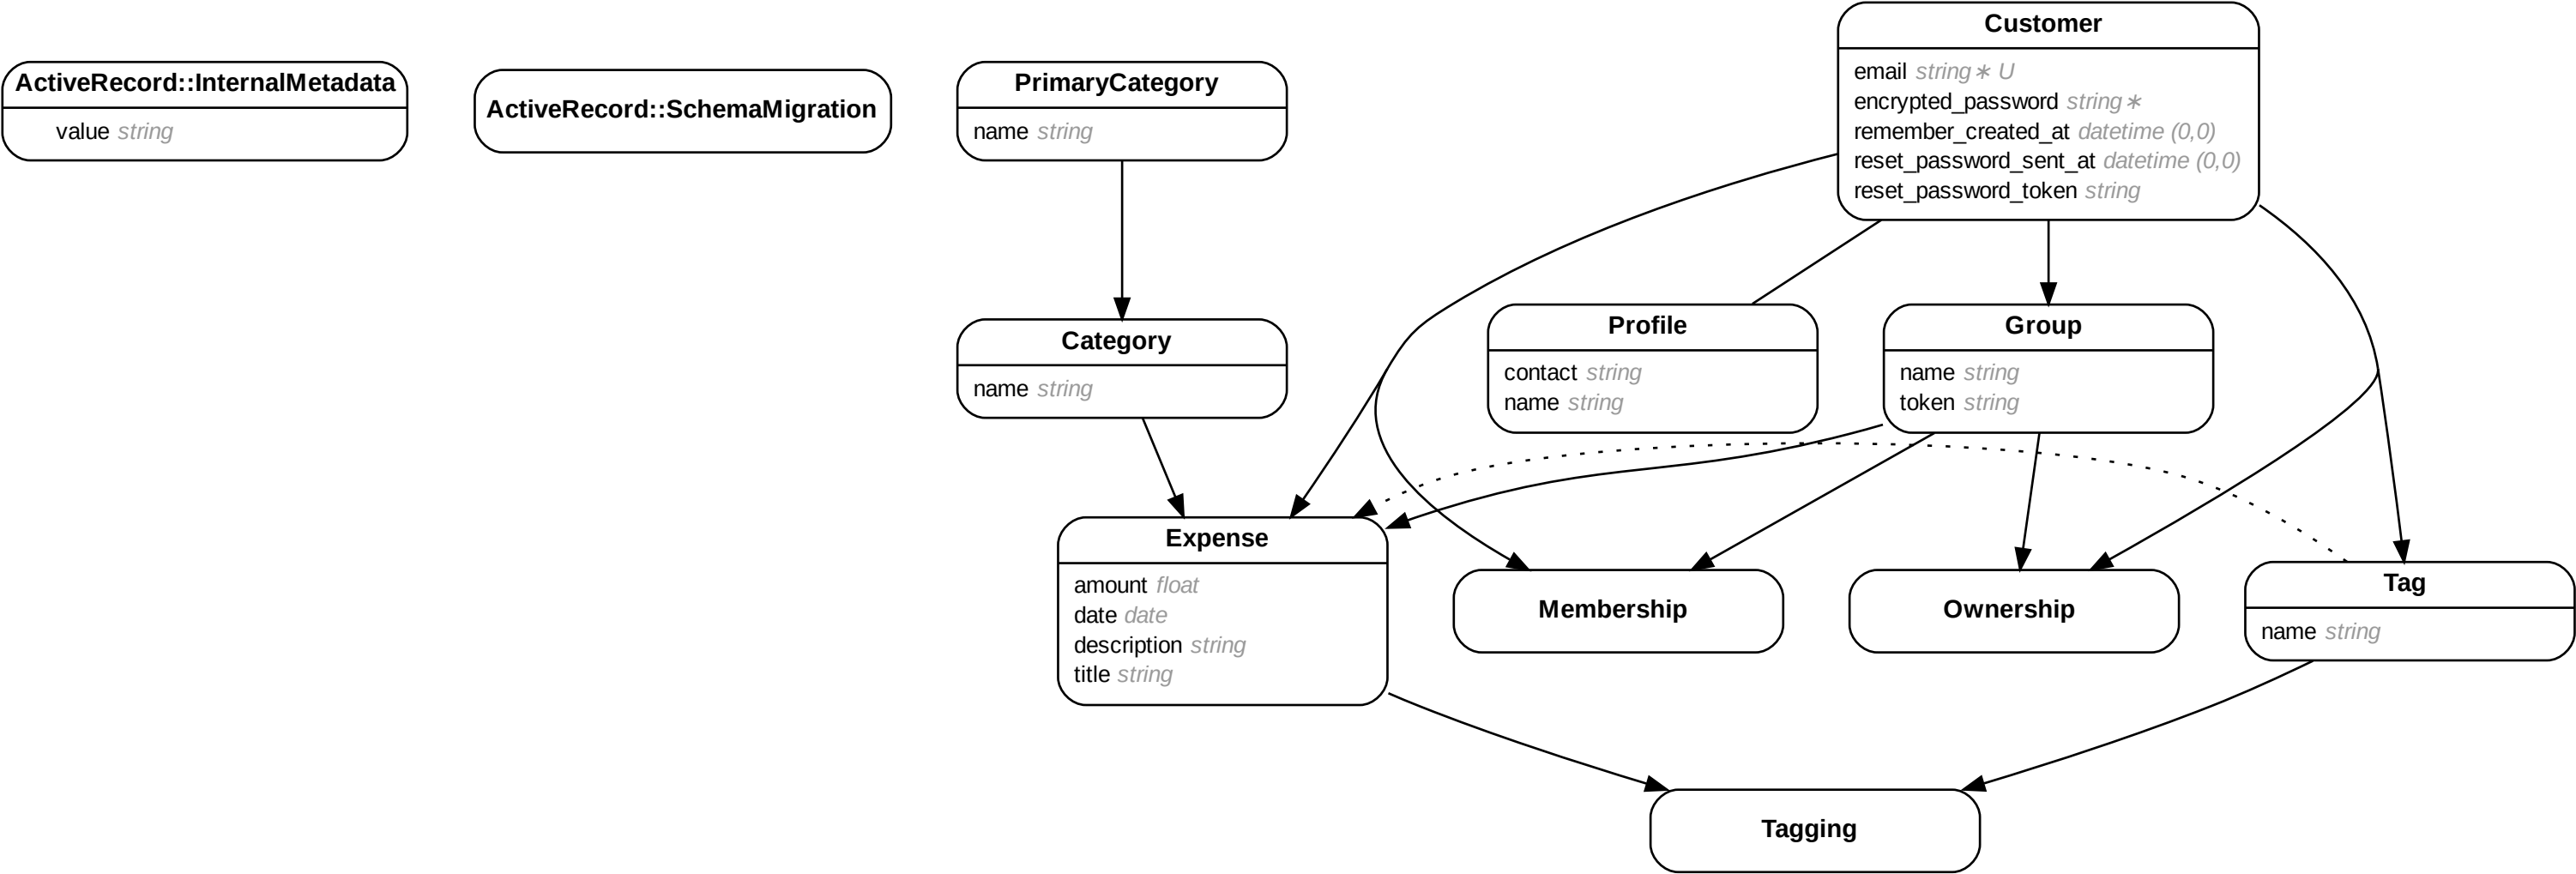 ActiveRecord::InternalMetadata
value string
ActiveRecord::SchemaMigration
PrimaryCategory
name string
Customer
email string∗ U
encrypted_password string∗
remember_created_at datetime (0,0)
reset_password_sent_at datetime (0,0)
reset_password_token string
Category
name string
Profile
contact string
name string
Group
name string
token string
Expense
amount float
date date
description string
title string
Membership
Ownership
Tag
name string
Tagging